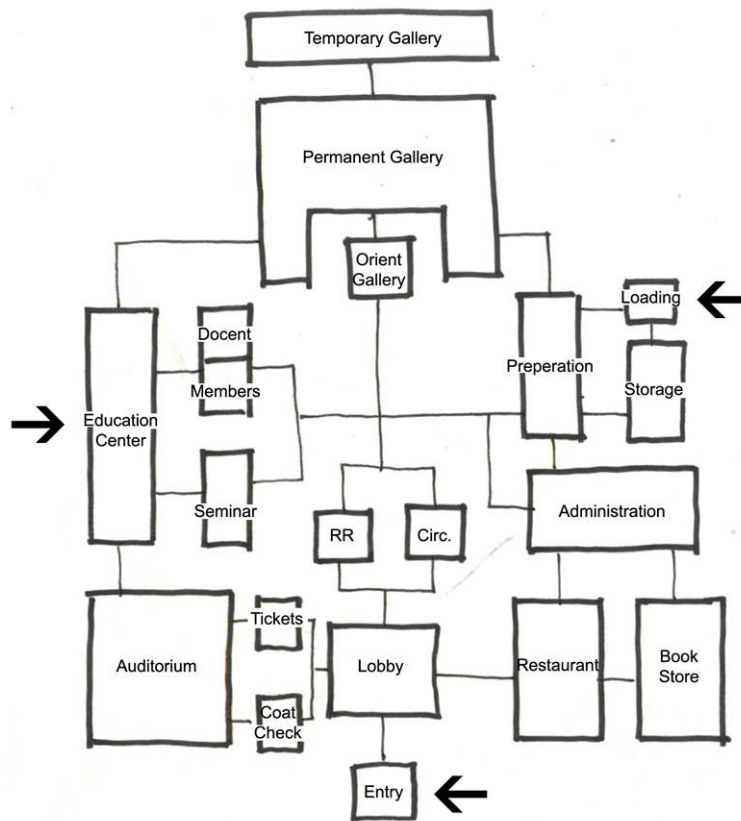 Temporary Gallery
Permanent Gallery
Orient
Gallery
Loading
Docent
Members
Preperation
Storage
Education
Center
Seminar
Administration
RR
Circ.
Tickets
Auditorium
Lobby
Restaurant
Book
Store
Coat
Check
Entry